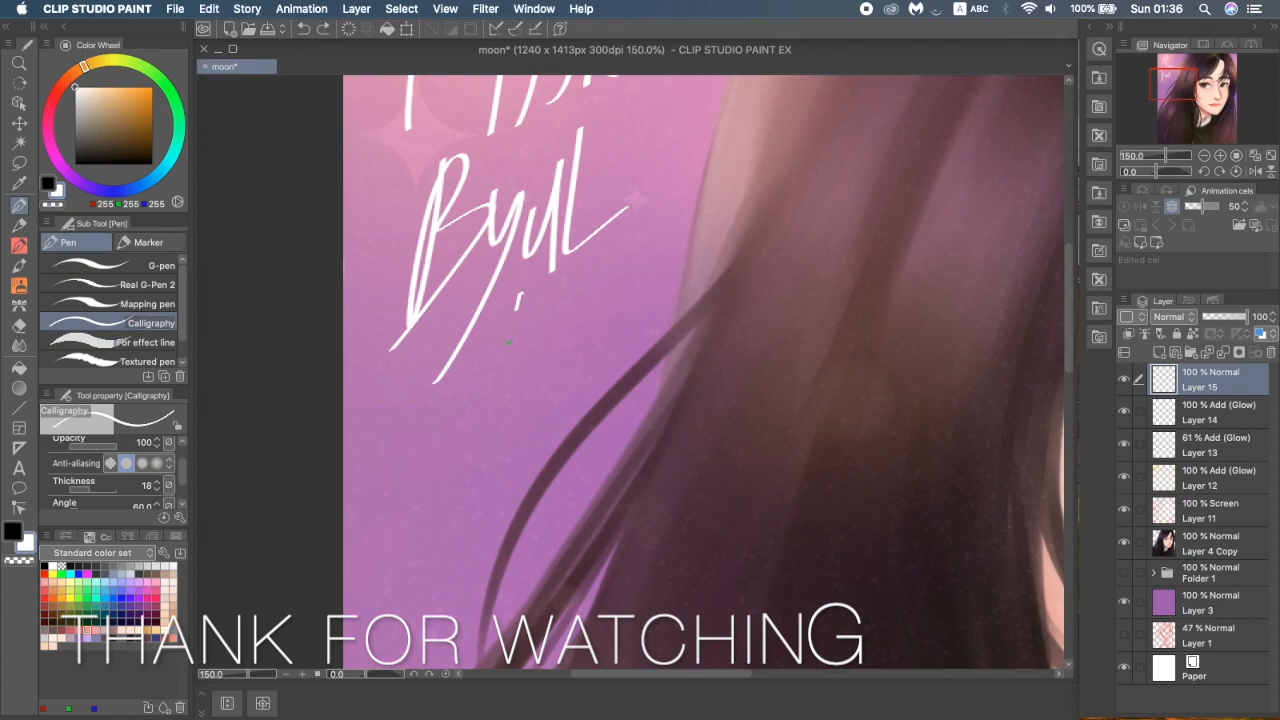 CLIP STUDIO PAINT File Edit Story Animation Layer Select View Filter Window Help ABC 100% Sun 01:36
moon* (1240 x 1413px 300dpi 150.0%) - CLIP STUDIO PAINT EX
moon*
Color Wheel
255 255 255
Sub Tool [Pen]
Pen Marker
G-pen
Real G-Pen 2
Mapping pen
Calligraphy
For effect line
Textured pen
Tool property [Calligraphy]
Calligraphy
Opacity 100
Anti-aliasing
Thickness 18
Angle 60.0
Standard color set
Byul
THANK FOR WATCHING
150.0 0.0
Navigator
150.0
0.0
Animation cels
50
Edited cel
Layer
Normal 100
100 % Normal
Layer 15
100 % Add (Glow)
Layer 14
61 % Add (Glow)
Layer 13
100 % Add (Glow)
Layer 12
100 % Screen
Layer 11
100 % Normal
Layer 4 Copy
100 % Normal
Folder 1
100 % Normal
Layer 3
47 % Normal
Layer 1
Paper